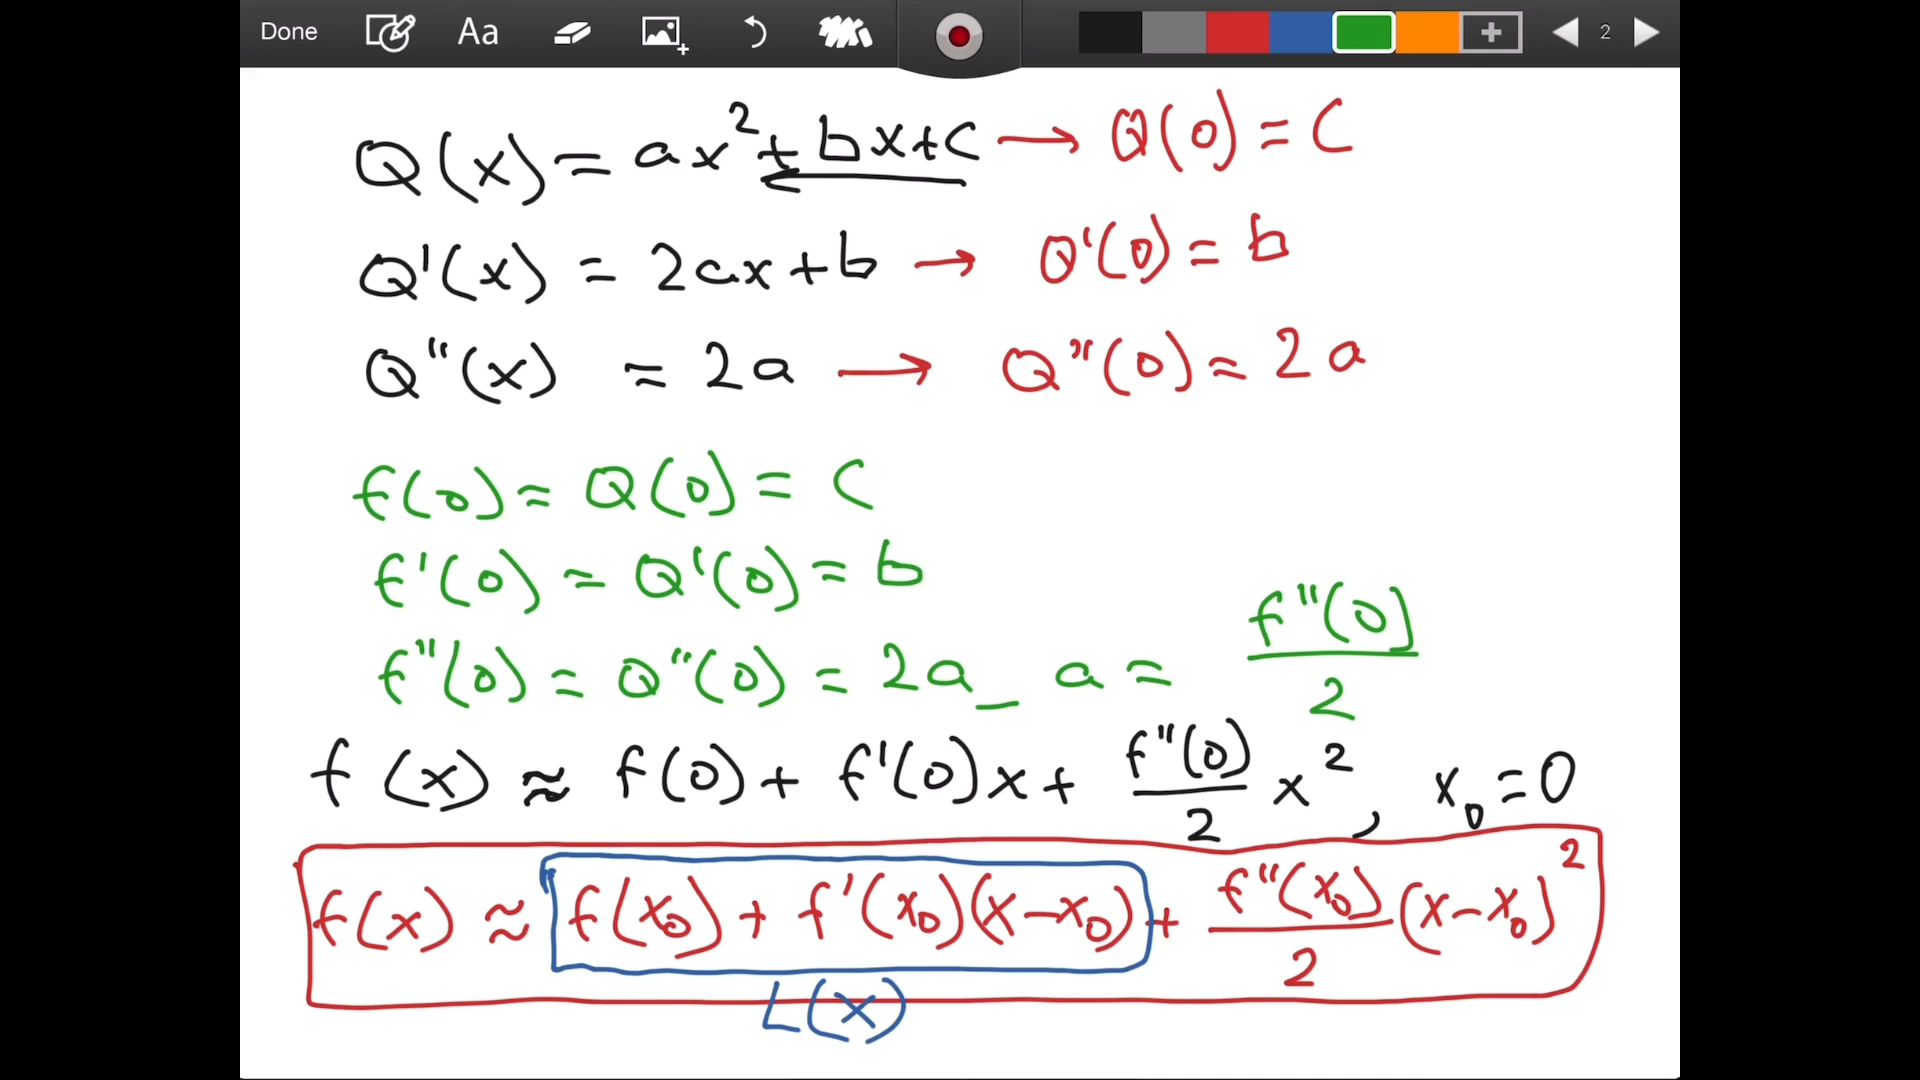 Done Aa 2
Q(x) = ax² + bx + c → Q(0) = c
Q'(x) = 2ax + b → Q'(0) = b
Q''(x) = 2a → Q''(0) = 2a
f(0) = Q(0) = c
f'(0) = Q'(0) = b
f''(0) = Q''(0) = 2a _ a = f''(0)/2
f(x) ≈ f(0) + f'(0)x + f''(0)/2 x², x₀ = 0
f(x) ≈ f(x₀) + f'(x₀)(x-x₀) + f''(x₀)/2 (x-x₀)²
L(x)